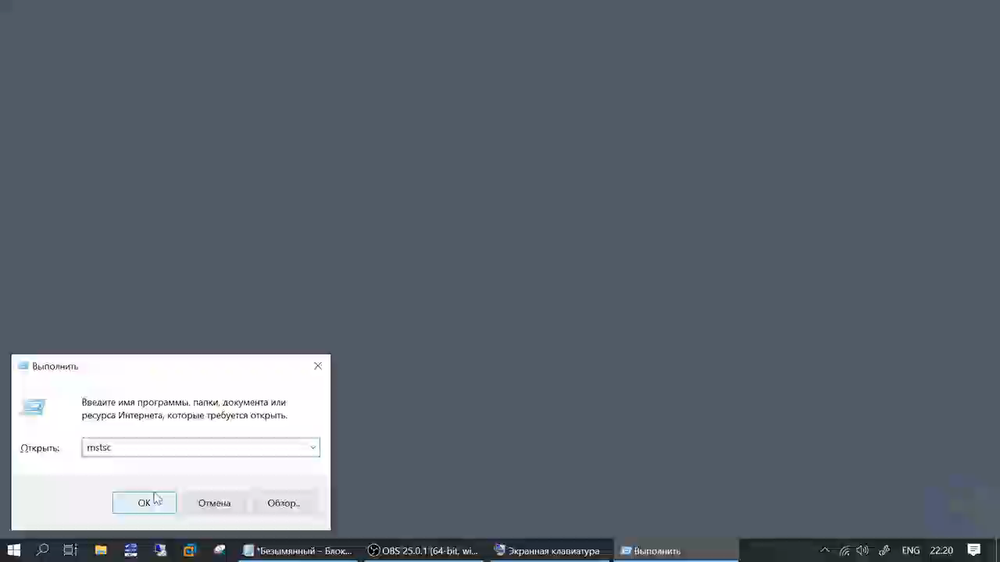 Выполнить
Введите имя программы, папки, документа или
ресурса Интернета, которые требуется открыть.
Открыть: mstsc
ОК Отмена Обзор...
*Безымянный – Блок... OBS 25.0.1 (64-bit, wi... Экранная клавиатура Выполнить ENG 22:20